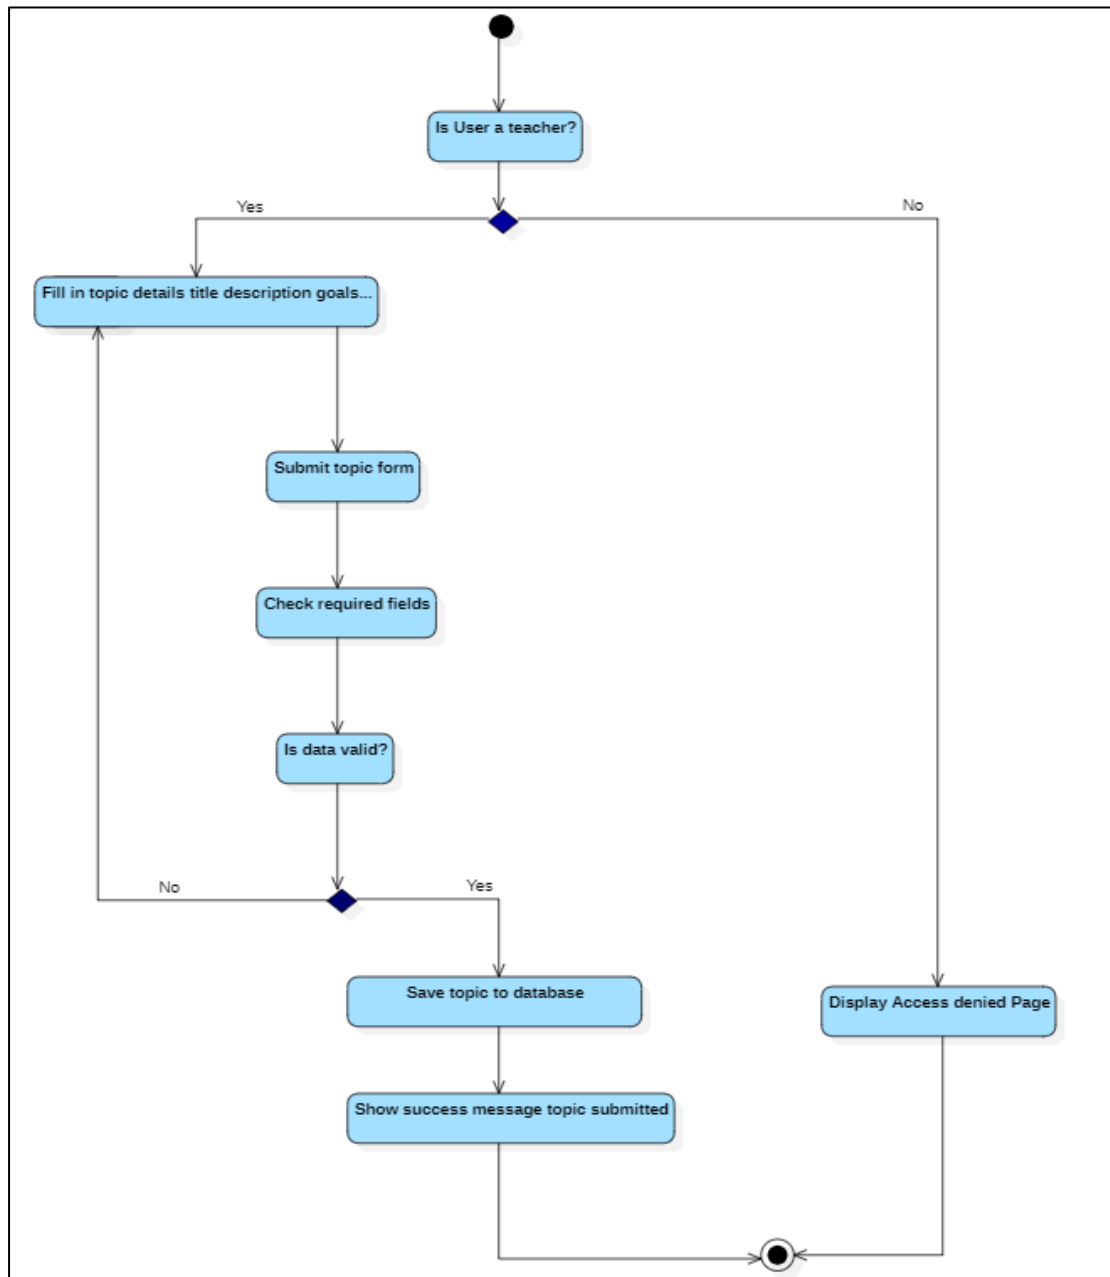 Is User a teacher?
Yes
No
Fill in topic details title description goals...
Submit topic form
Check required fields
Is data valid?
No
Yes
Save topic to database
Display Access denied Page
Show success message topic submitted